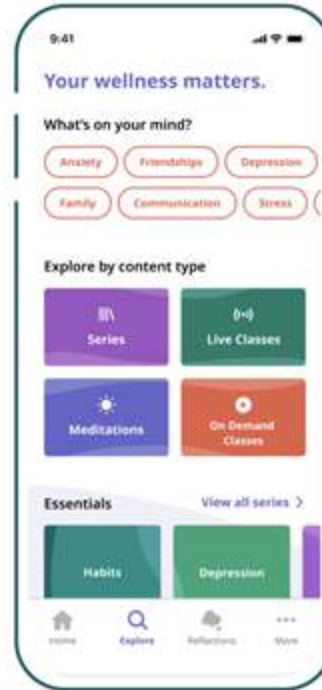 9:41
Your wellness matters.
What's on your mind?
Anxiety Friendships Depression
Family Communication Stress
Explore by content type
Series Live Classes
Meditations On Demand
Classes
Essentials View all series >
Habits Depression
Home Explore Reflections More